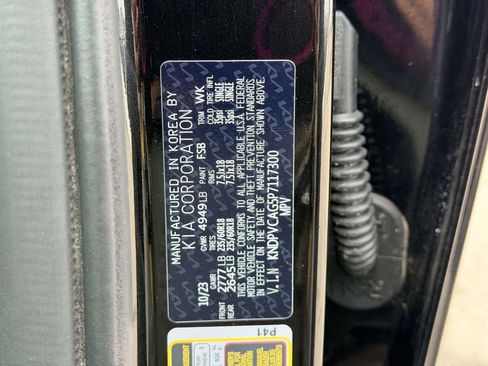 MANUFACTURED IN KOREA BY
KIA CORPORATION
10/23 GVWR 4949LB PAINT FSB TRIM WK
TIRES RIMS COLD TIRE INFL
FRONT 2777 LB 235/60R18 7.5Jx18 35psi SINGLE
REAR 2645LB 235/60R18 7.5Jx18 35psi SINGLE
THIS VEHICLE CONFORMS TO ALL APPLICABLE U.S.A. FEDERAL
MOTOR VEHICLE SAFETY AND THEFT PREVENTION STANDARDS
IN EFFECT ON THE DATE OF MANUFACTURE SHOWN ABOVE.
V.I.N KNDPVCAG5P7117300
MPV
P41